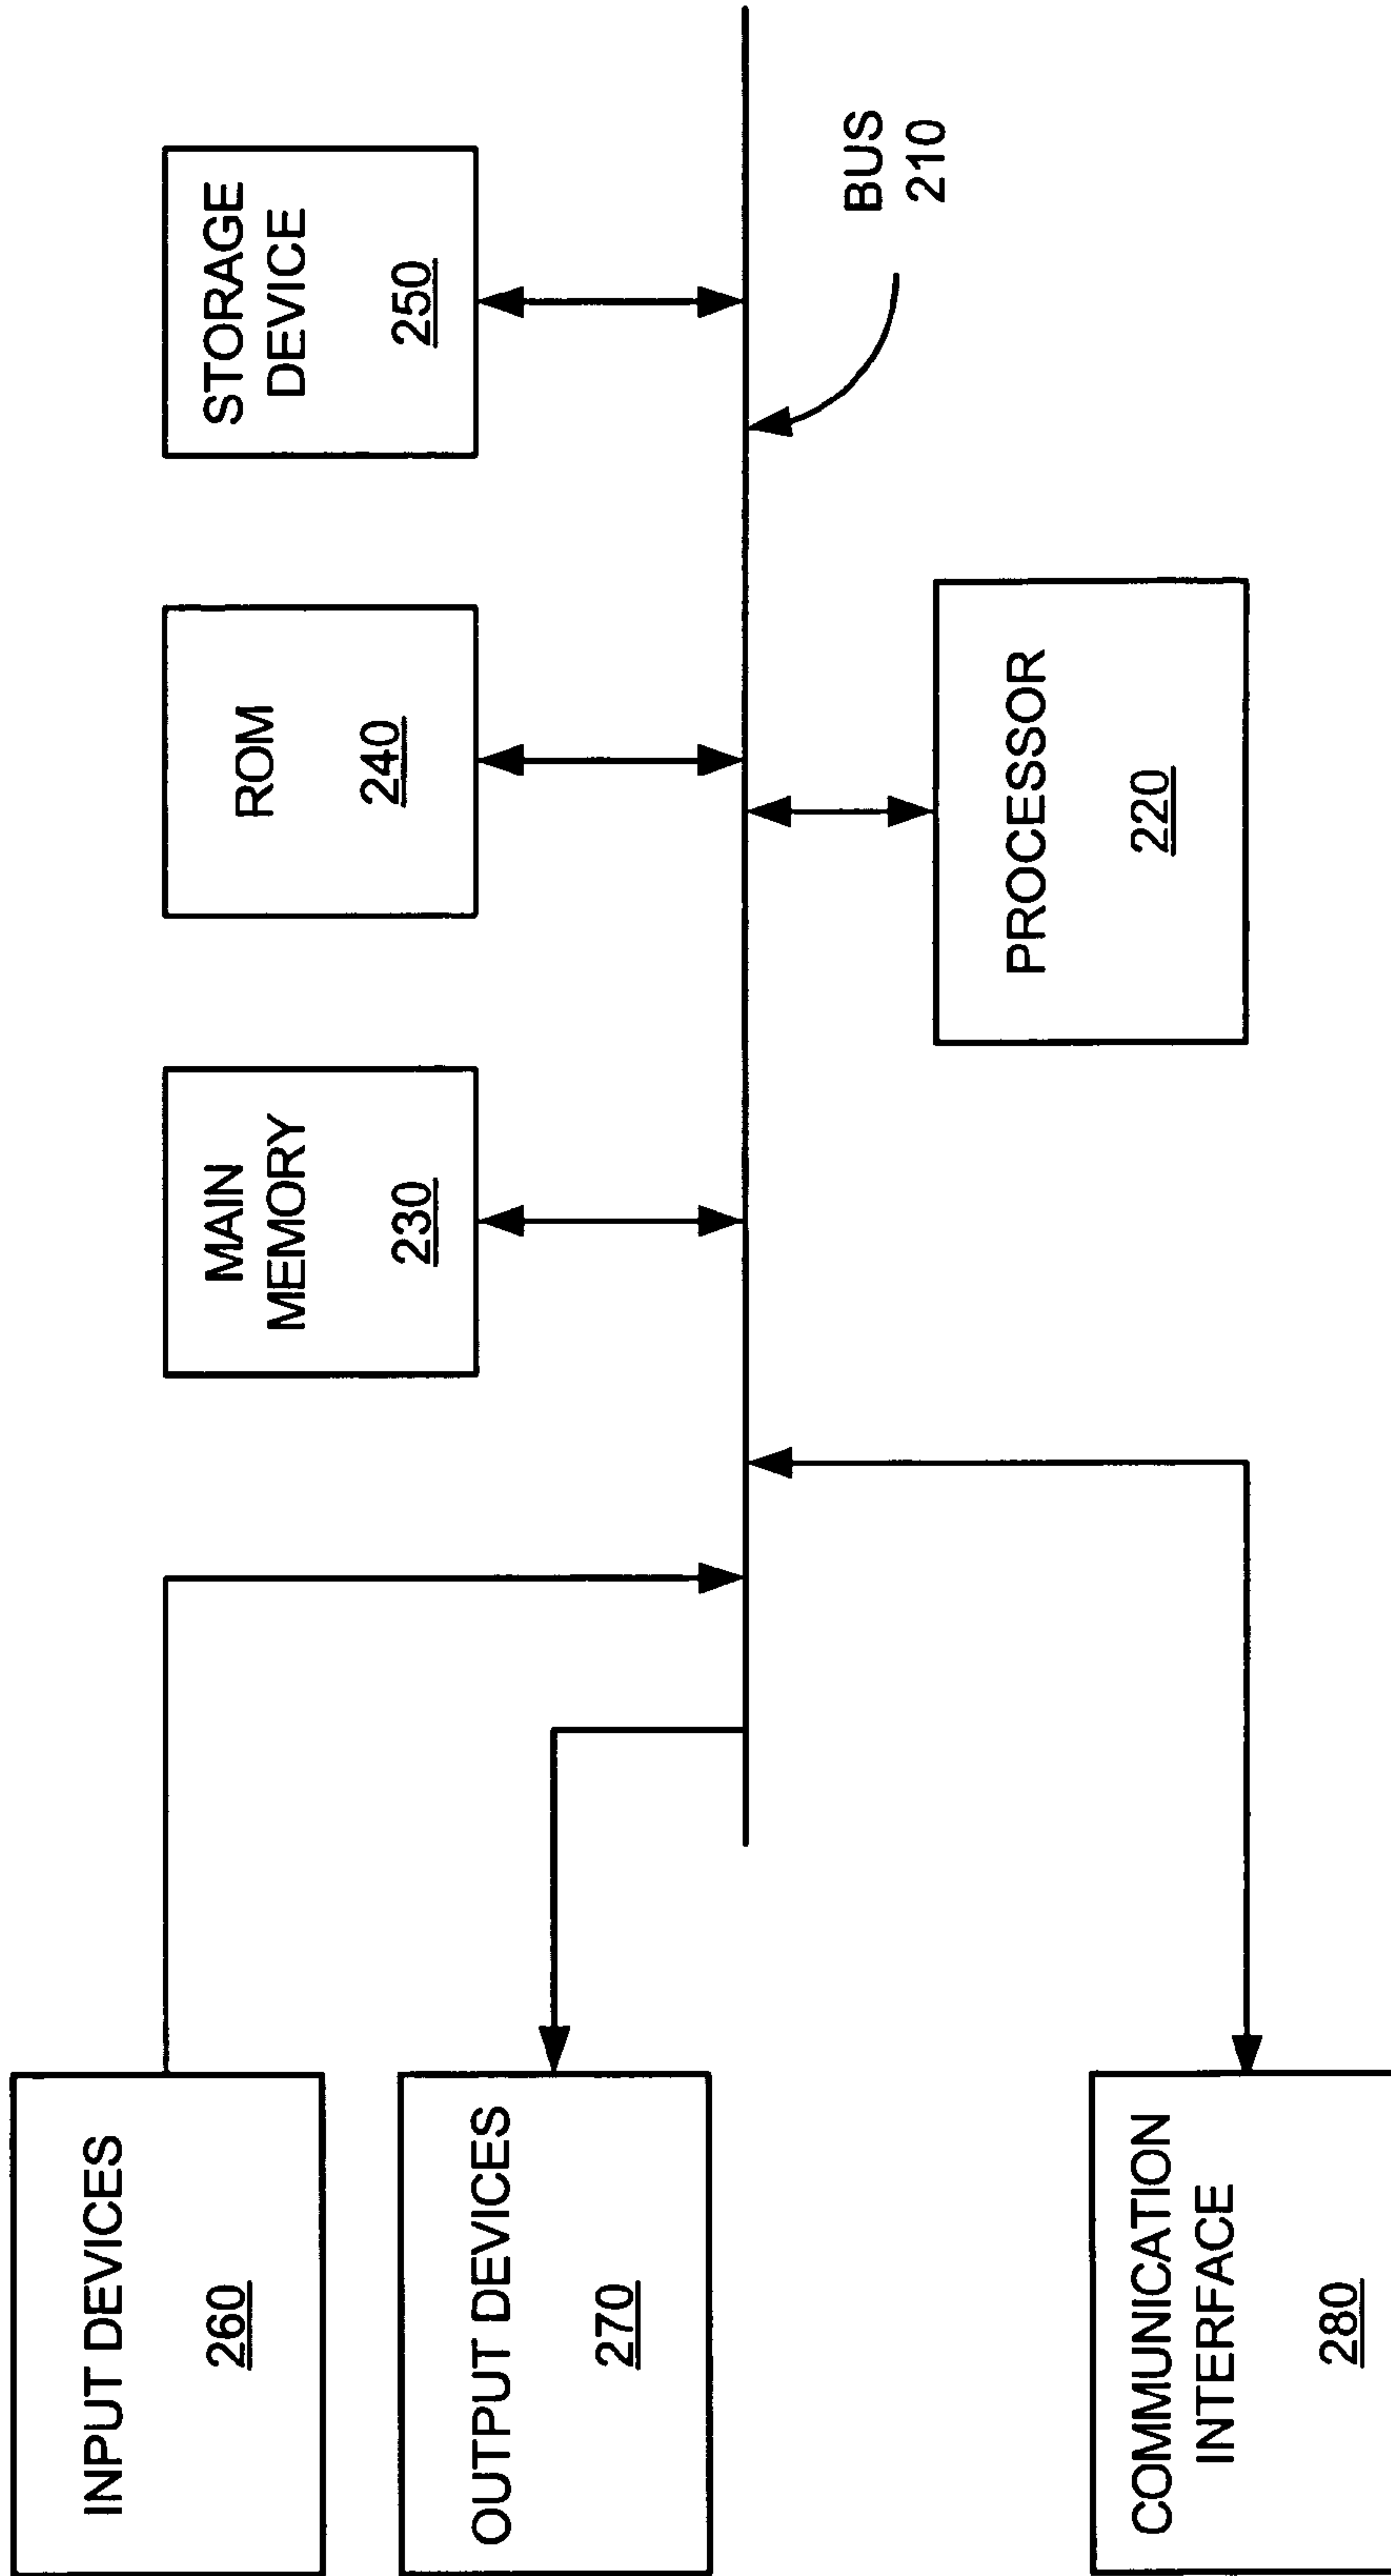 INPUT DEVICES
260
OUTPUT DEVICES
270
COMMUNICATION
INTERFACE
280
MAIN
MEMORY
230
ROM
240
STORAGE
DEVICE
250
PROCESSOR
220
BUS
210